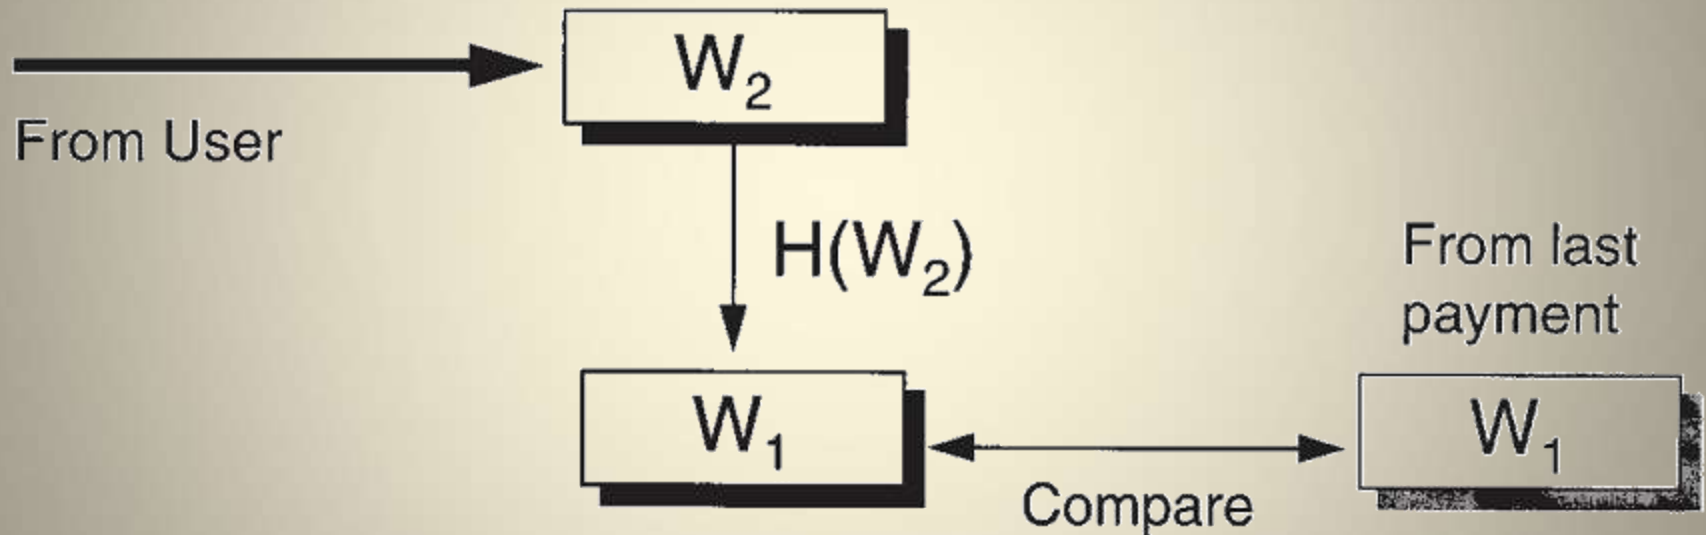 W₂
From User
H(W₂)
From last
payment
W₁
W₁
Compare